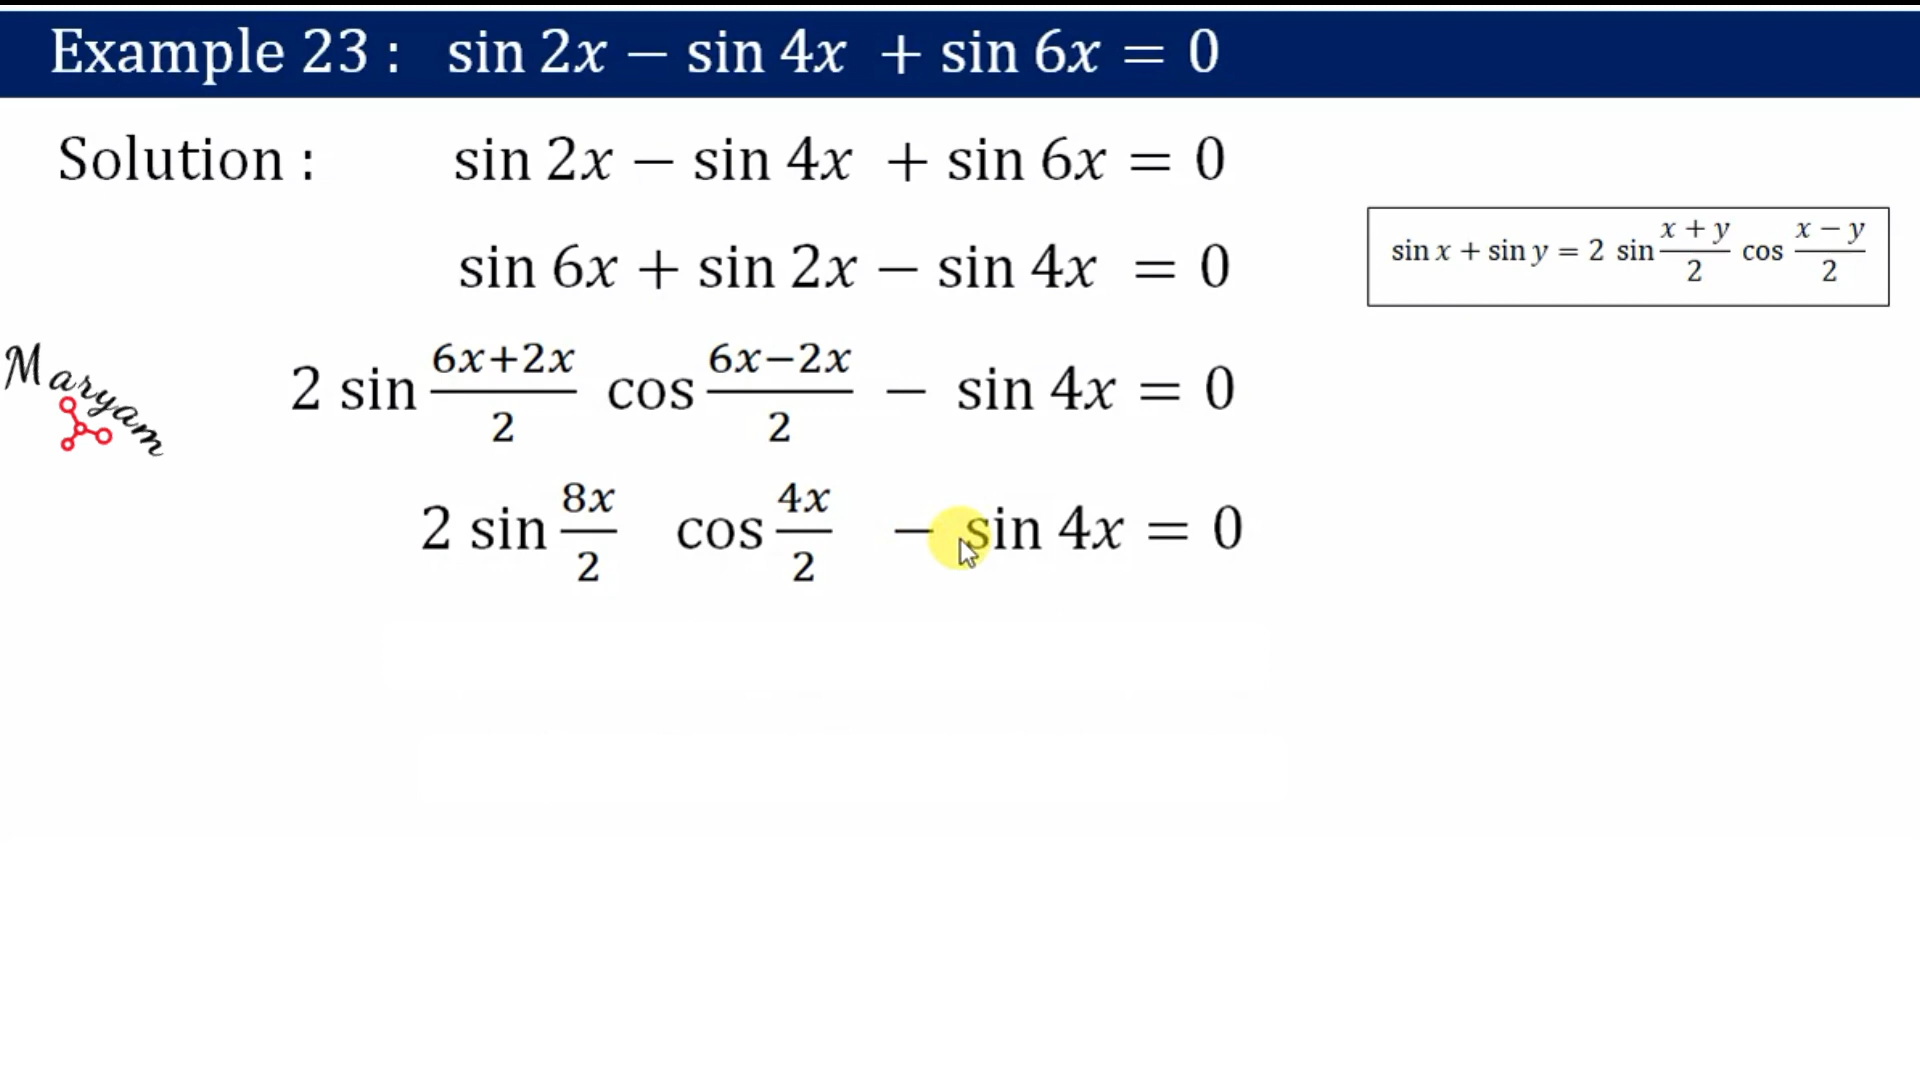 Example 23 : sin 2x − sin 4x + sin 6x = 0
Solution : sin 2x − sin 4x + sin 6x = 0
sin x + sin y = 2 sin (x + y)/2 cos (x − y)/2
sin 6x + sin 2x − sin 4x = 0
Maryam
2 sin (6x+2x)/2 cos (6x−2x)/2 − sin 4x = 0
2 sin 8x/2 cos 4x/2 − sin 4x = 0